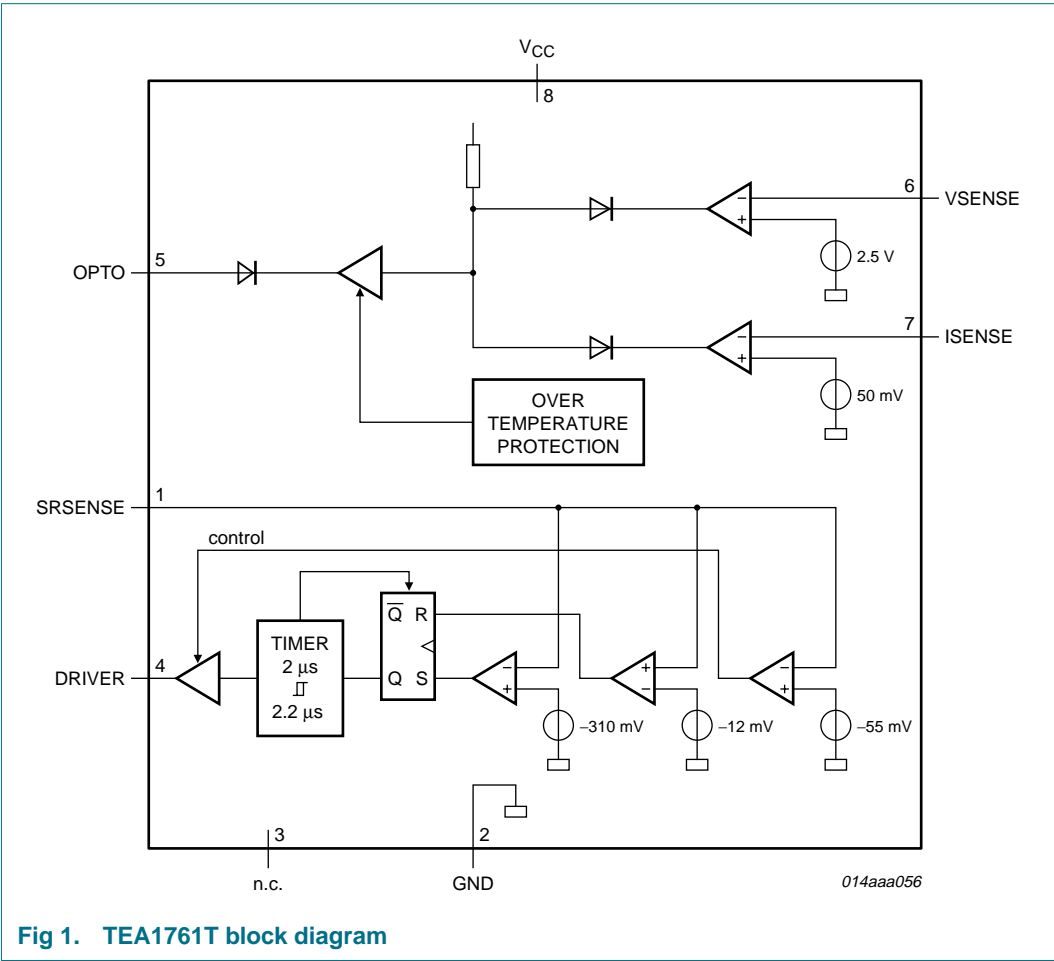 VCC
8
6
VSENSE
2.5 V
5
OPTO
7
ISENSE
50 mV
OVER
TEMPERATURE
PROTECTION
1
SRSENSE
control
Q R
TIMER
2 μs
2.2 μs
Q S
4
DRIVER
−
+
−
+
−
+
+
−
−
+
−310 mV
−12 mV
−55 mV
3
n.c.
2
GND
014aaa056
Fig 1. TEA1761T block diagram